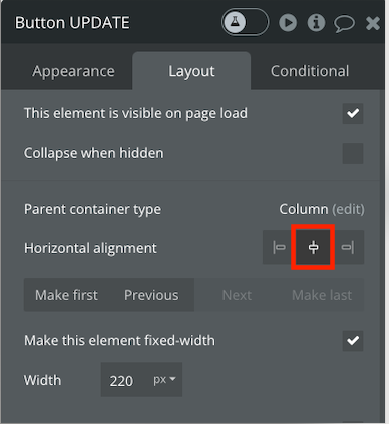 Button UPDATE
Appearance Layout Conditional
This element is visible on page load
Collapse when hidden
Parent container type Column (edit)
Horizontal alignment
Make first Previous Next Make last
Make this element fixed-width
Width 220 px